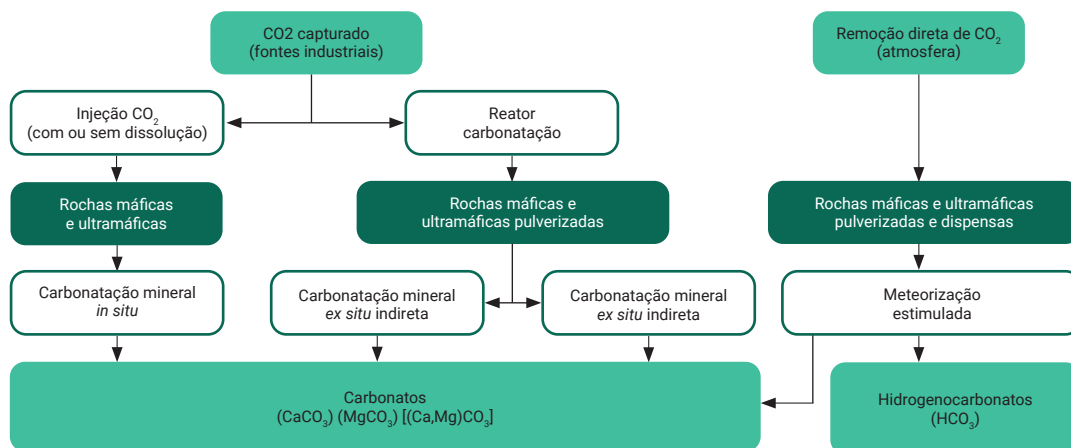 CO2 capturado
(fontes industriais)
Remoção direta de CO₂
(atmosfera)
Injeção CO₂
(com ou sem dissolução)
Reator
carbonatação
Rochas máficas
e ultramáficas
Rochas máficas e
ultramáficas pulverizadas
Rochas máficas e ultramáficas
pulverizadas e dispensas
Carbonatação mineral
in situ
Carbonatação mineral
ex situ indireta
Carbonatação mineral
ex situ indireta
Meteorização
estimulada
Carbonatos
(CaCO₃) (MgCO₃) [(Ca,Mg)CO₃]
Hidrogenocarbonatos
(HCO₃)